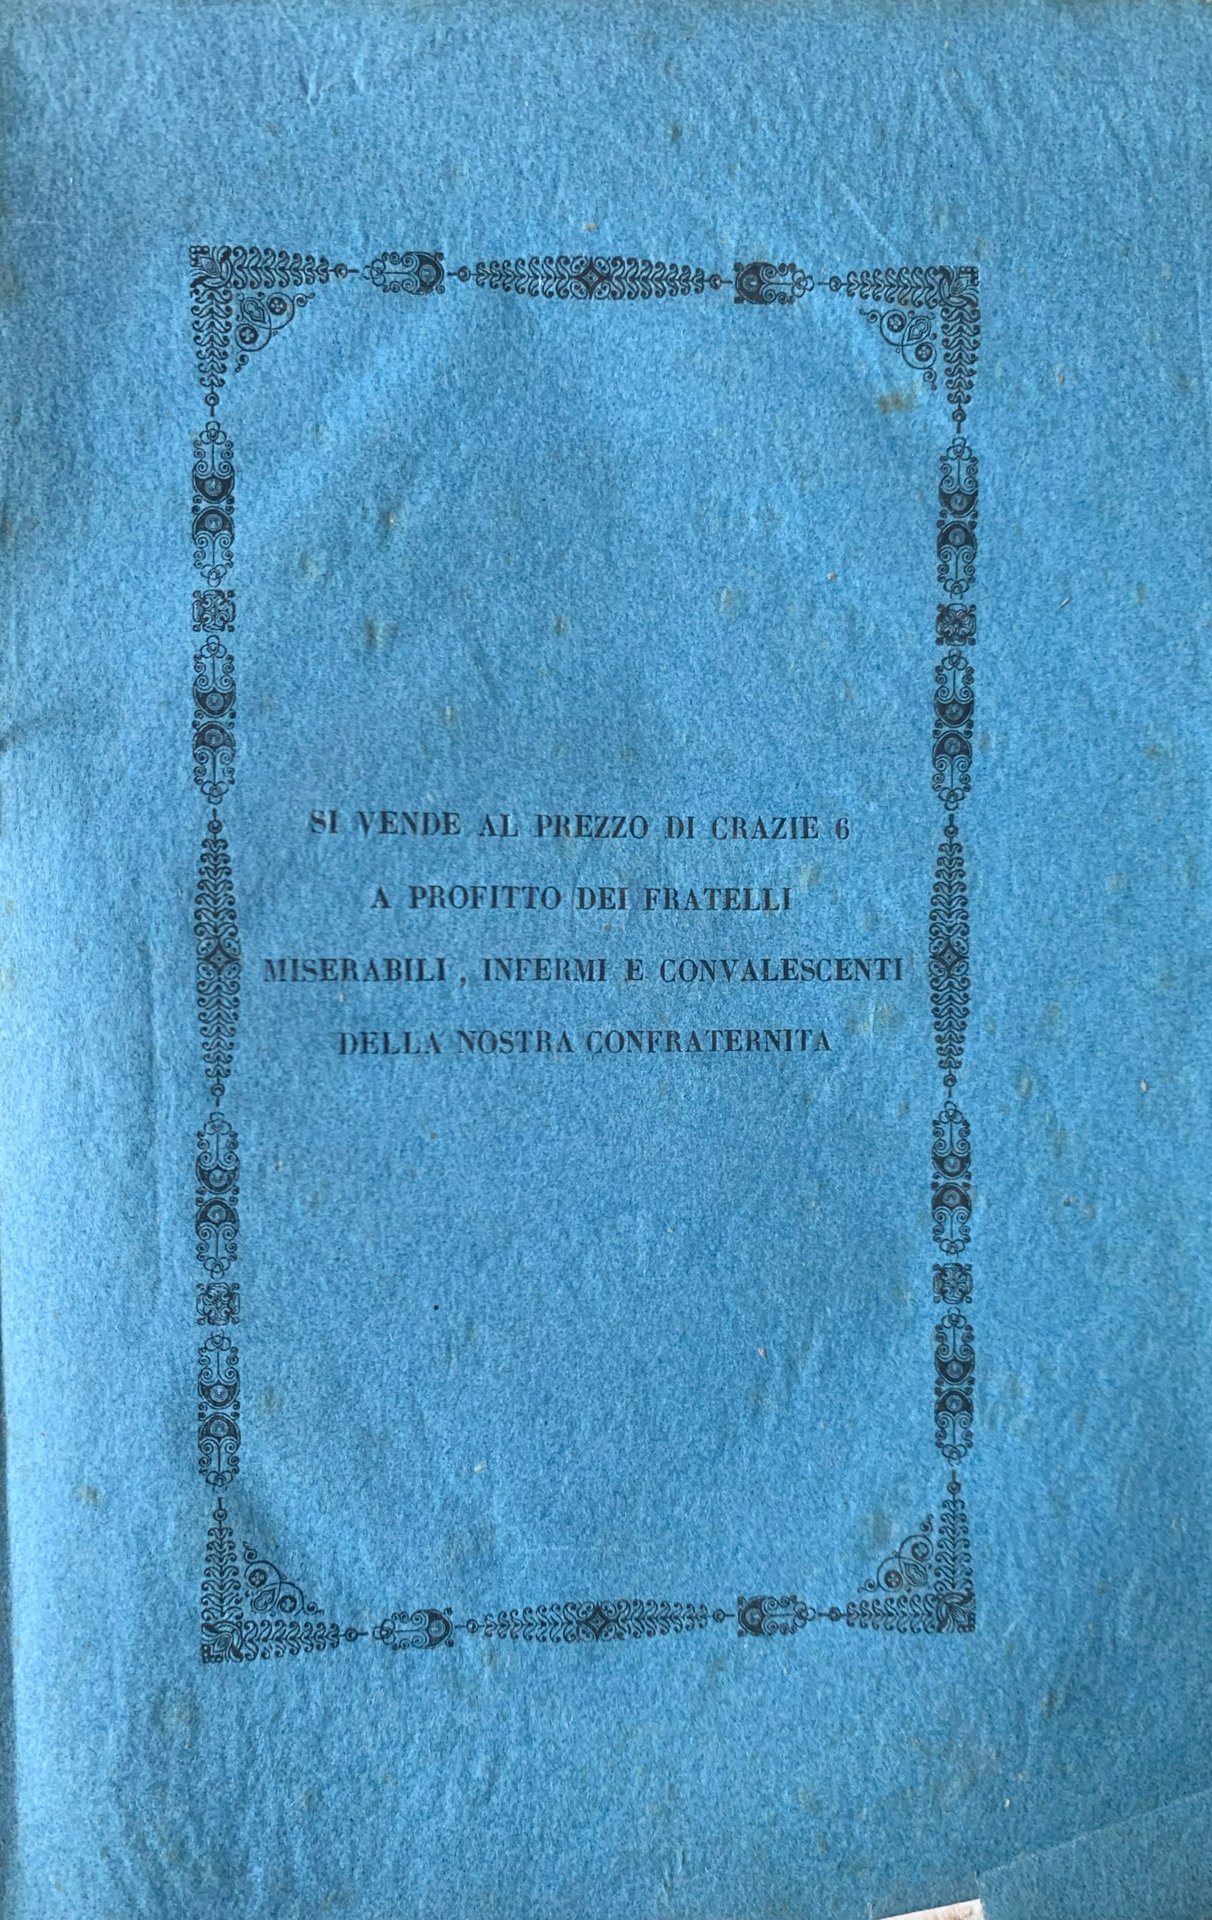 SI VENDE AL PREZZO DI CRAZIE 6
A PROFITTO DEI FRATELLI
MISERABILI, INFERMI E CONVALESCENTI
DELLA NOSTRA CONFRATERNITA